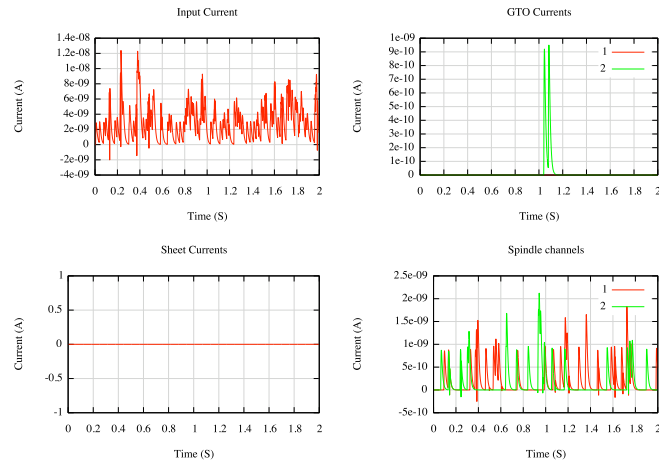 Input Current
GTO Currents
1.4e-08
1.2e-08
1e-08
8e-09
6e-09
4e-09
2e-09
0
-2e-09
-4e-09
Current (A)
0 0.2 0.4 0.6 0.8 1 1.2 1.4 1.6 1.8 2
Time (S)
1e-09
9e-10
8e-10
7e-10
6e-10
5e-10
4e-10
3e-10
2e-10
1e-10
0
Current (A)
1
2
0 0.2 0.4 0.6 0.8 1 1.2 1.4 1.6 1.8 2
Time (S)
Sheet Currents
Spindle channels
1
0.5
0
-0.5
-1
Current (A)
0 0.2 0.4 0.6 0.8 1 1.2 1.4 1.6 1.8 2
Time (S)
2.5e-09
2e-09
1.5e-09
1e-09
5e-10
0
-5e-10
Current (A)
1
2
0 0.2 0.4 0.6 0.8 1 1.2 1.4 1.6 1.8 2
Time (S)